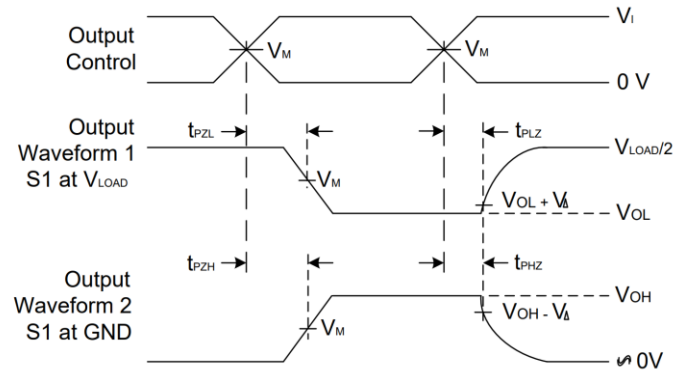 Output
Control
VM
VM
VI
0 V
Output
Waveform 1
S1 at VLOAD
tPZL
tPLZ
VM
VLOAD/2
VOL + VΔ
VOL
Output
Waveform 2
S1 at GND
tPZH
tPHZ
VM
VOH
VOH - VΔ
∽ 0V